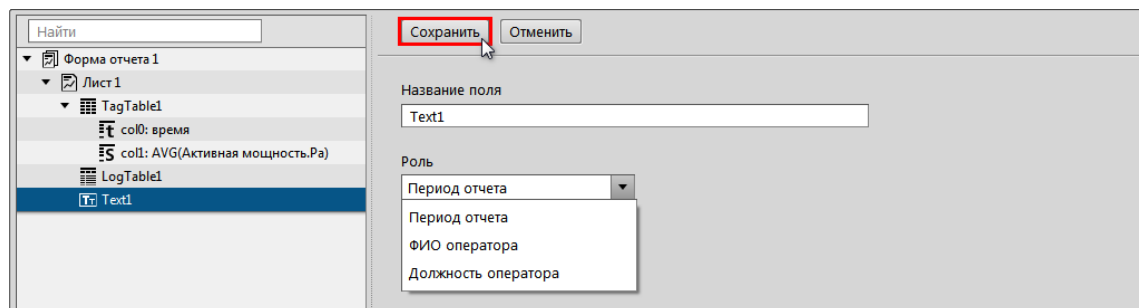 Найти
Форма отчета 1
Лист 1
TagTable1
col0: время
col1: AVG(Активная мощность.Pa)
LogTable1
Text1
Сохранить
Отменить
Название поля
Text1
Роль
Период отчета
Период отчета
ФИО оператора
Должность оператора